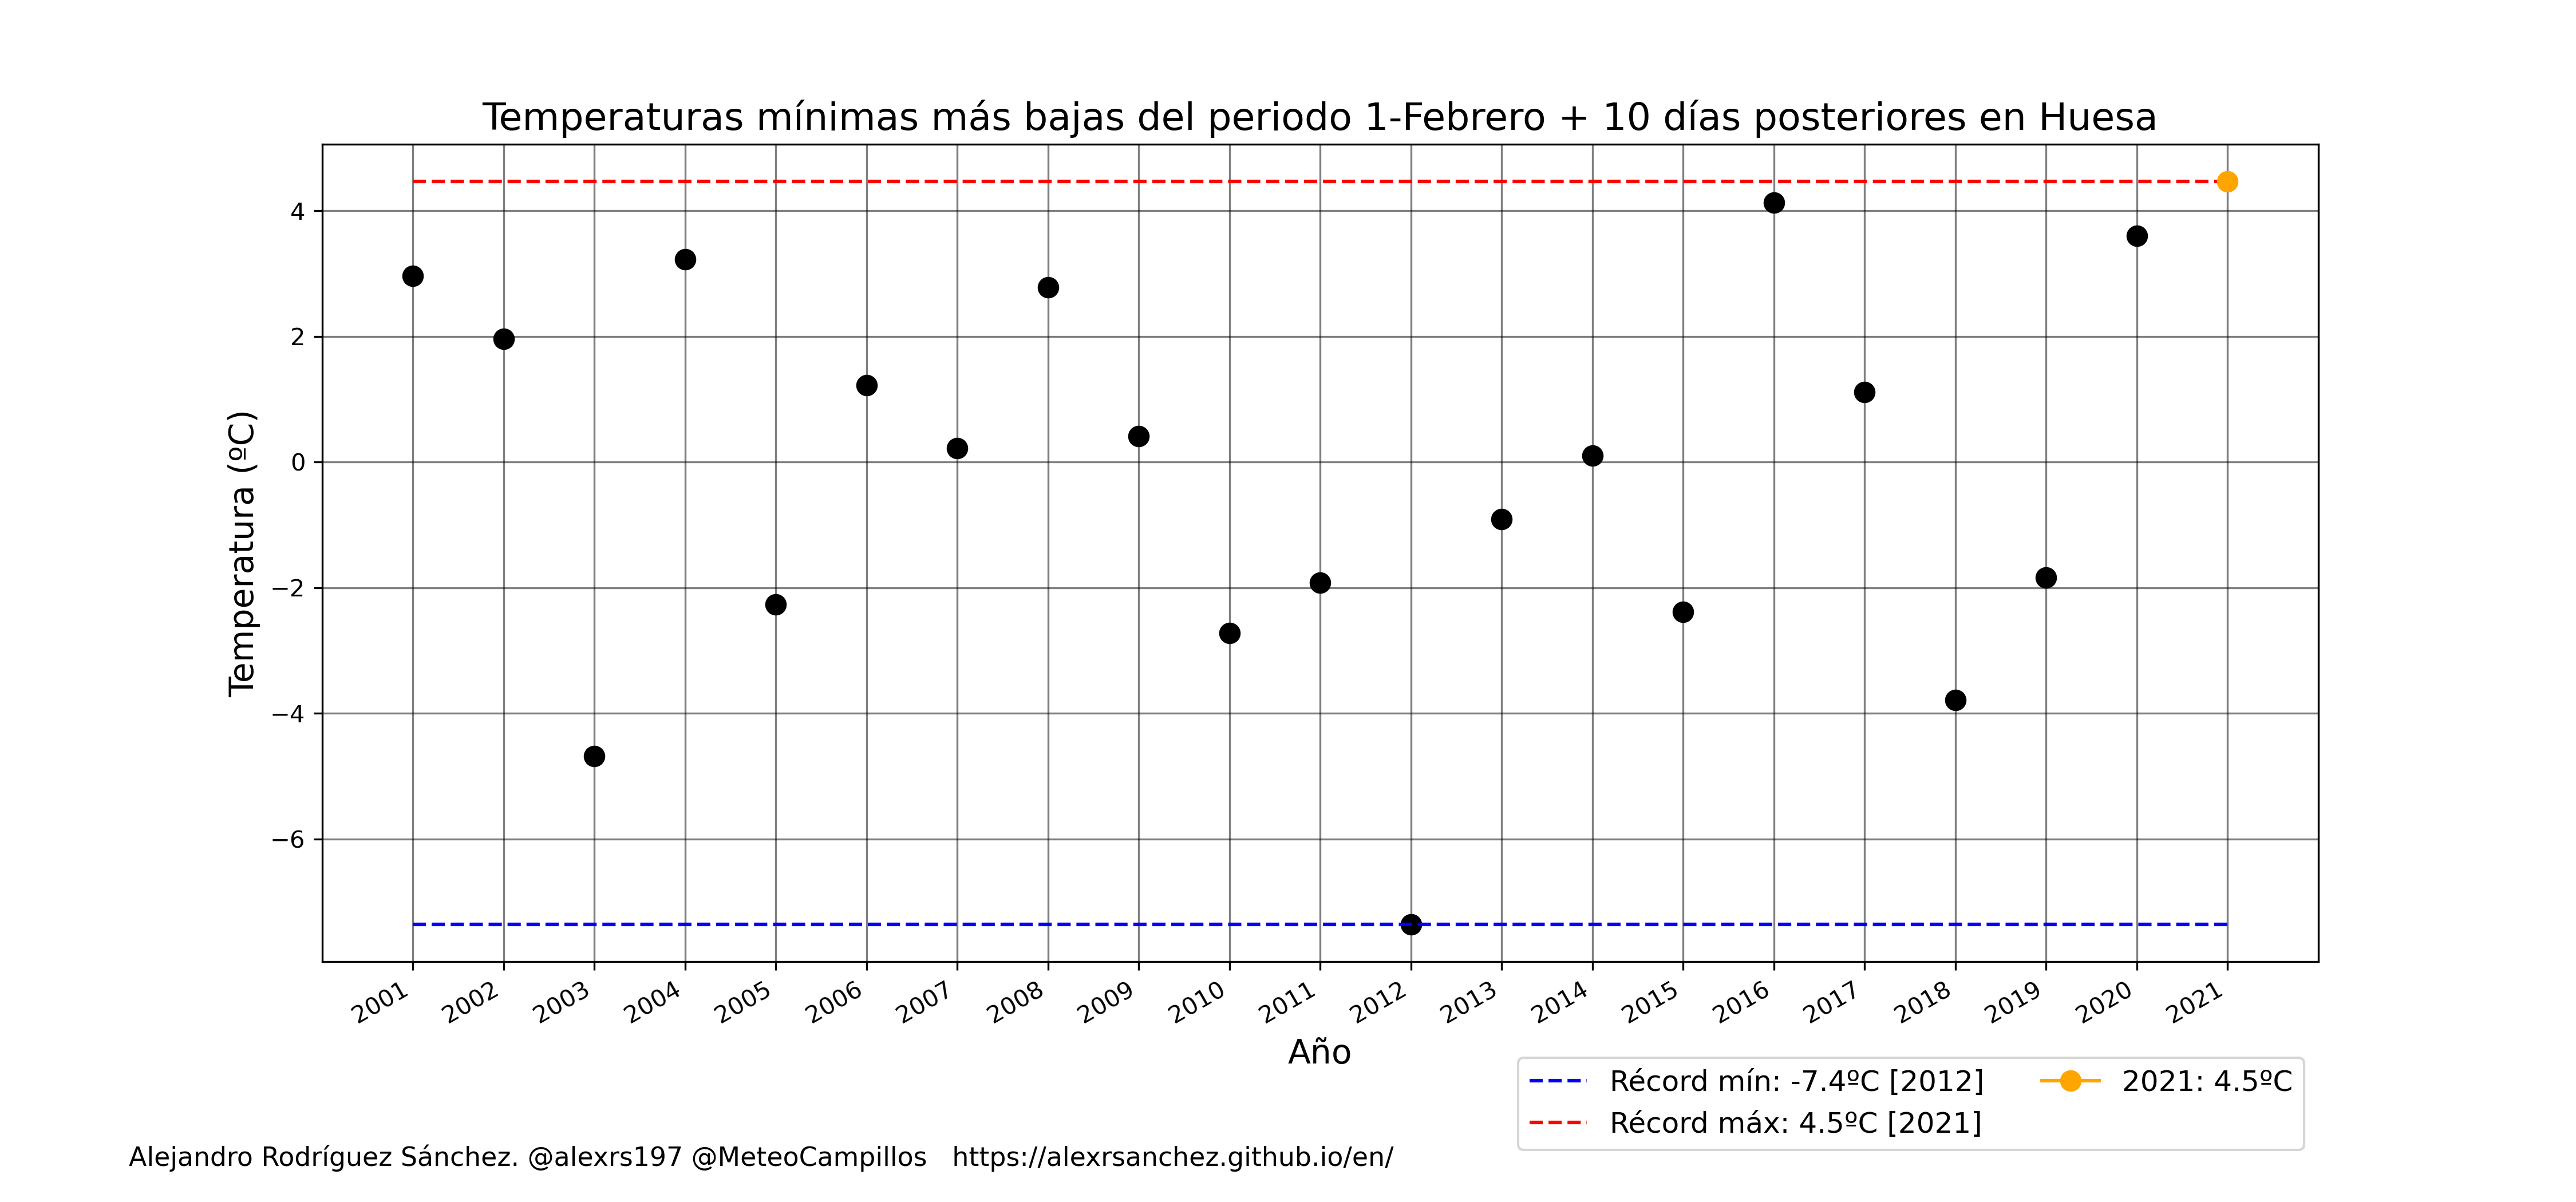 Temperaturas mínimas más bajas del periodo 1-Febrero + 10 días posteriores en Huesa
Temperatura (ºC)
4
2
0
−2
−4
−6
2001 2002 2003 2004 2005 2006 2007 2008 2009 2010 2011 2012 2013 2014 2015 2016 2017 2018 2019 2020 2021
Año
Récord mín: -7.4ºC [2012]
Récord máx: 4.5ºC [2021]
2021: 4.5ºC
Alejandro Rodríguez Sánchez. @alexrs197 @MeteoCampillos https://alexrsanchez.github.io/en/